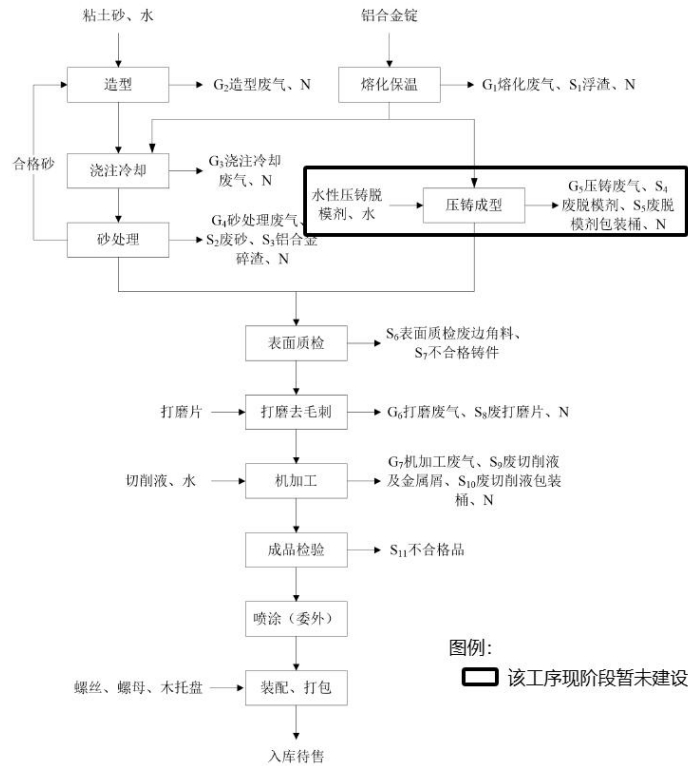 粘土砂、水
铝合金锭
造型
G₂造型废气、N
熔化保温
G₁熔化废气、S₁浮渣、N
合格砂
浇注冷却
G₃浇注冷却
废气、N
水性压铸脱
模剂、水
压铸成型
G₅压铸废气、S₄
废脱模剂、S₅废脱
模剂包装桶、N
砂处理
G₄砂处理废气、
S₂废砂、S₃铝合金
碎渣、N
表面质检
S₆表面质检废边角料、
S₇不合格铸件
打磨片
打磨去毛刺
G₆打磨废气、S₈废打磨片、N
切削液、水
机加工
G₇机加工废气、S₉废切削液
及金属屑、S₁₀废切削液包装
桶、N
成品检验
S₁₁不合格品
喷涂（委外）
图例：
该工序现阶段暂未建设
螺丝、螺母、木托盘
装配、打包
入库待售